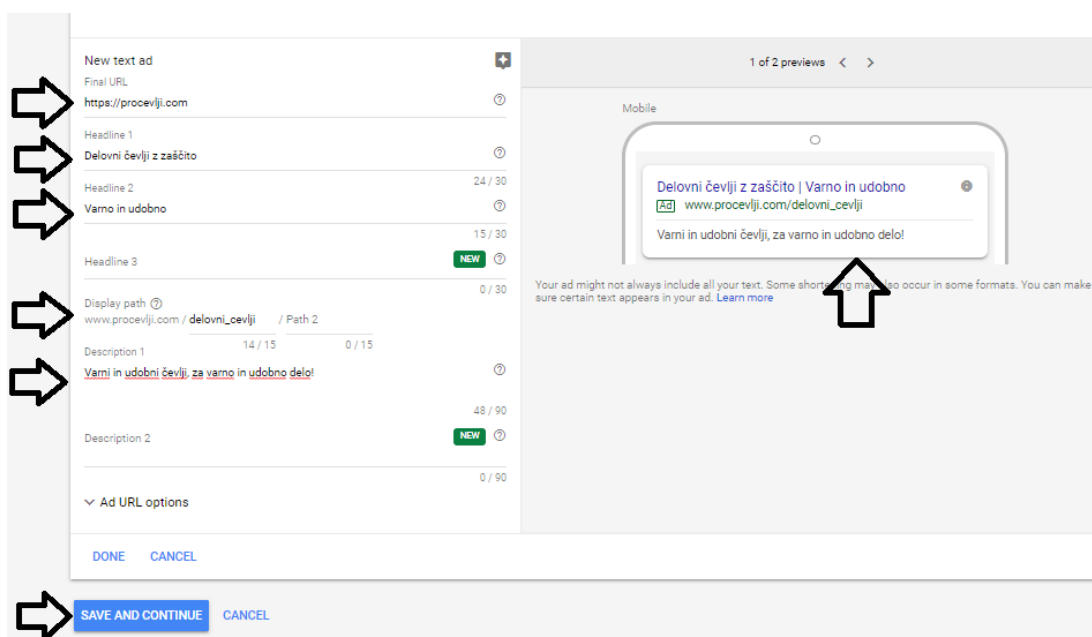 New text ad
Final URL
https://procevlji.com
Headline 1
Delovni čevlji z zaščito
24 / 30
Headline 2
Varno in udobno
15 / 30
Headline 3
NEW
0 / 30
Display path
www.procevlji.com / delovni_cevlji / Path 2
14 / 15 0 / 15
Description 1
Varni in udobni čevlji, za varno in udobno delo!
48 / 90
Description 2
NEW
0 / 90
Ad URL options
DONE CANCEL
SAVE AND CONTINUE CANCEL
1 of 2 previews
Mobile
Delovni čevlji z zaščito | Varno in udobno
Ad www.procevlji.com/delovni_cevlji
Varni in udobni čevlji, za varno in udobno delo!
Your ad might not always include all your text. Some shortening may also occur in some formats. You can make
sure certain text appears in your ad. Learn more